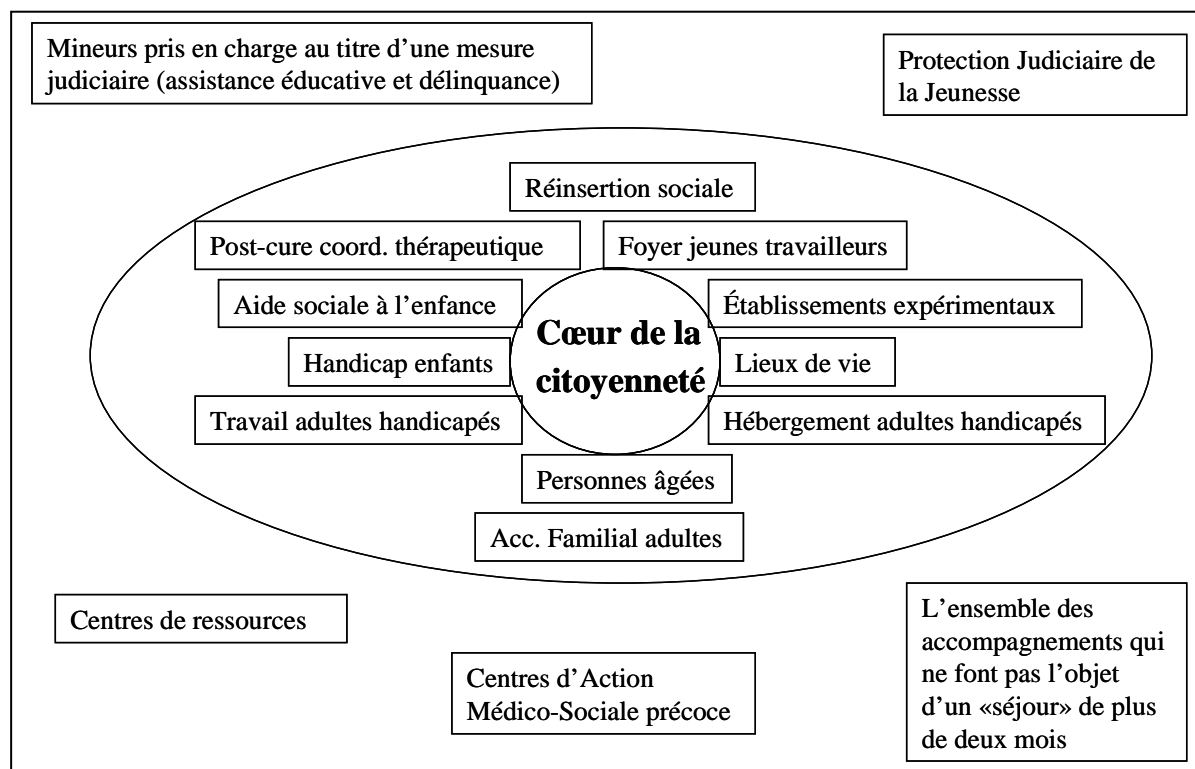 Mineurs pris en charge au titre d’une mesure
judiciaire (assistance éducative et délinquance)
Protection Judiciaire de
la Jeunesse
Réinsertion sociale
Post-cure coord. thérapeutique
Foyer jeunes travailleurs
Aide sociale à l’enfance
Établissements expérimentaux
Cœur de la
citoyenneté
Handicap enfants
Lieux de vie
Travail adultes handicapés
Hébergement adultes handicapés
Personnes âgées
Acc. Familial adultes
Centres de ressources
Centres d’Action
Médico-Sociale précoce
L’ensemble des
accompagnements qui
ne font pas l’objet
d’un «séjour» de plus
de deux mois